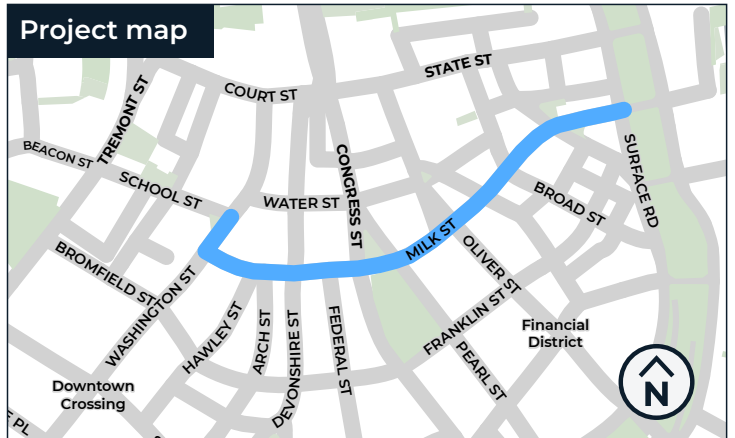 Project map
STATE ST
COURT ST
TREMONT ST
BEACON ST
SCHOOL ST
CONGRESS ST
SURFACE RD
WATER ST
BROAD ST
MILK ST
BROMFIELD ST
OLIVER ST
WASHINGTON ST
HAWLEY ST
ARCH ST
DEVONSHIRE ST
FEDERAL ST
FRANKLIN ST
PEARL ST
Financial
District
Downtown
Crossing
N
E PL